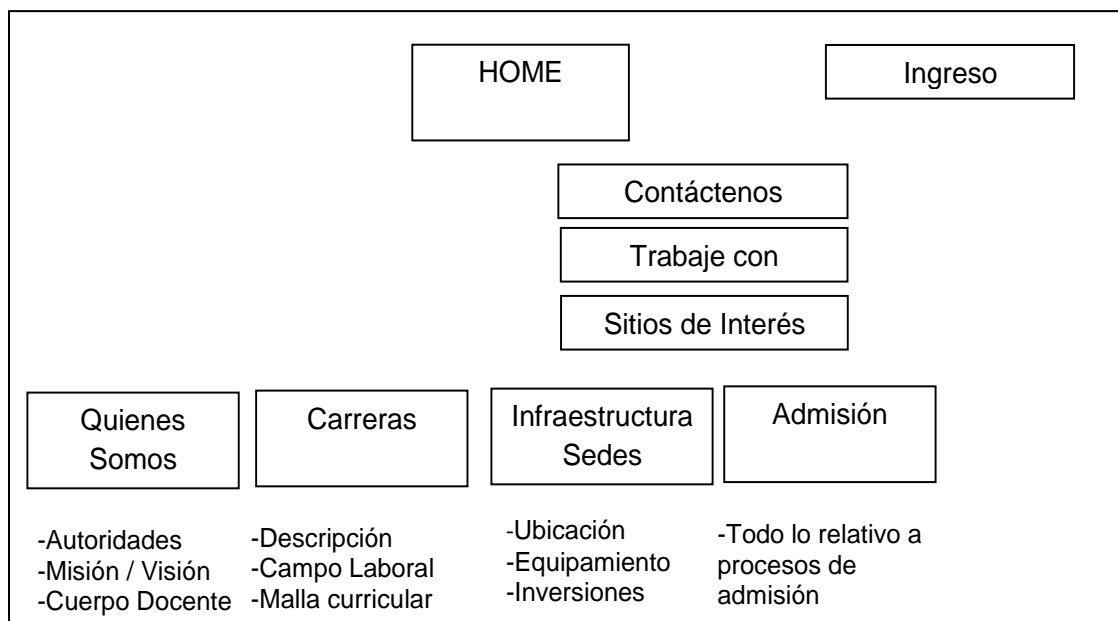 HOME
Ingreso
Contáctenos
Trabaje con
Sitios de Interés
Quienes
Somos
Carreras
Infraestructura
Sedes
Admisión
-Autoridades
-Misión / Visión
-Cuerpo Docente
-Descripción
-Campo Laboral
-Malla curricular
-Ubicación
-Equipamiento
-Inversiones
-Todo lo relativo a
procesos de
admisión